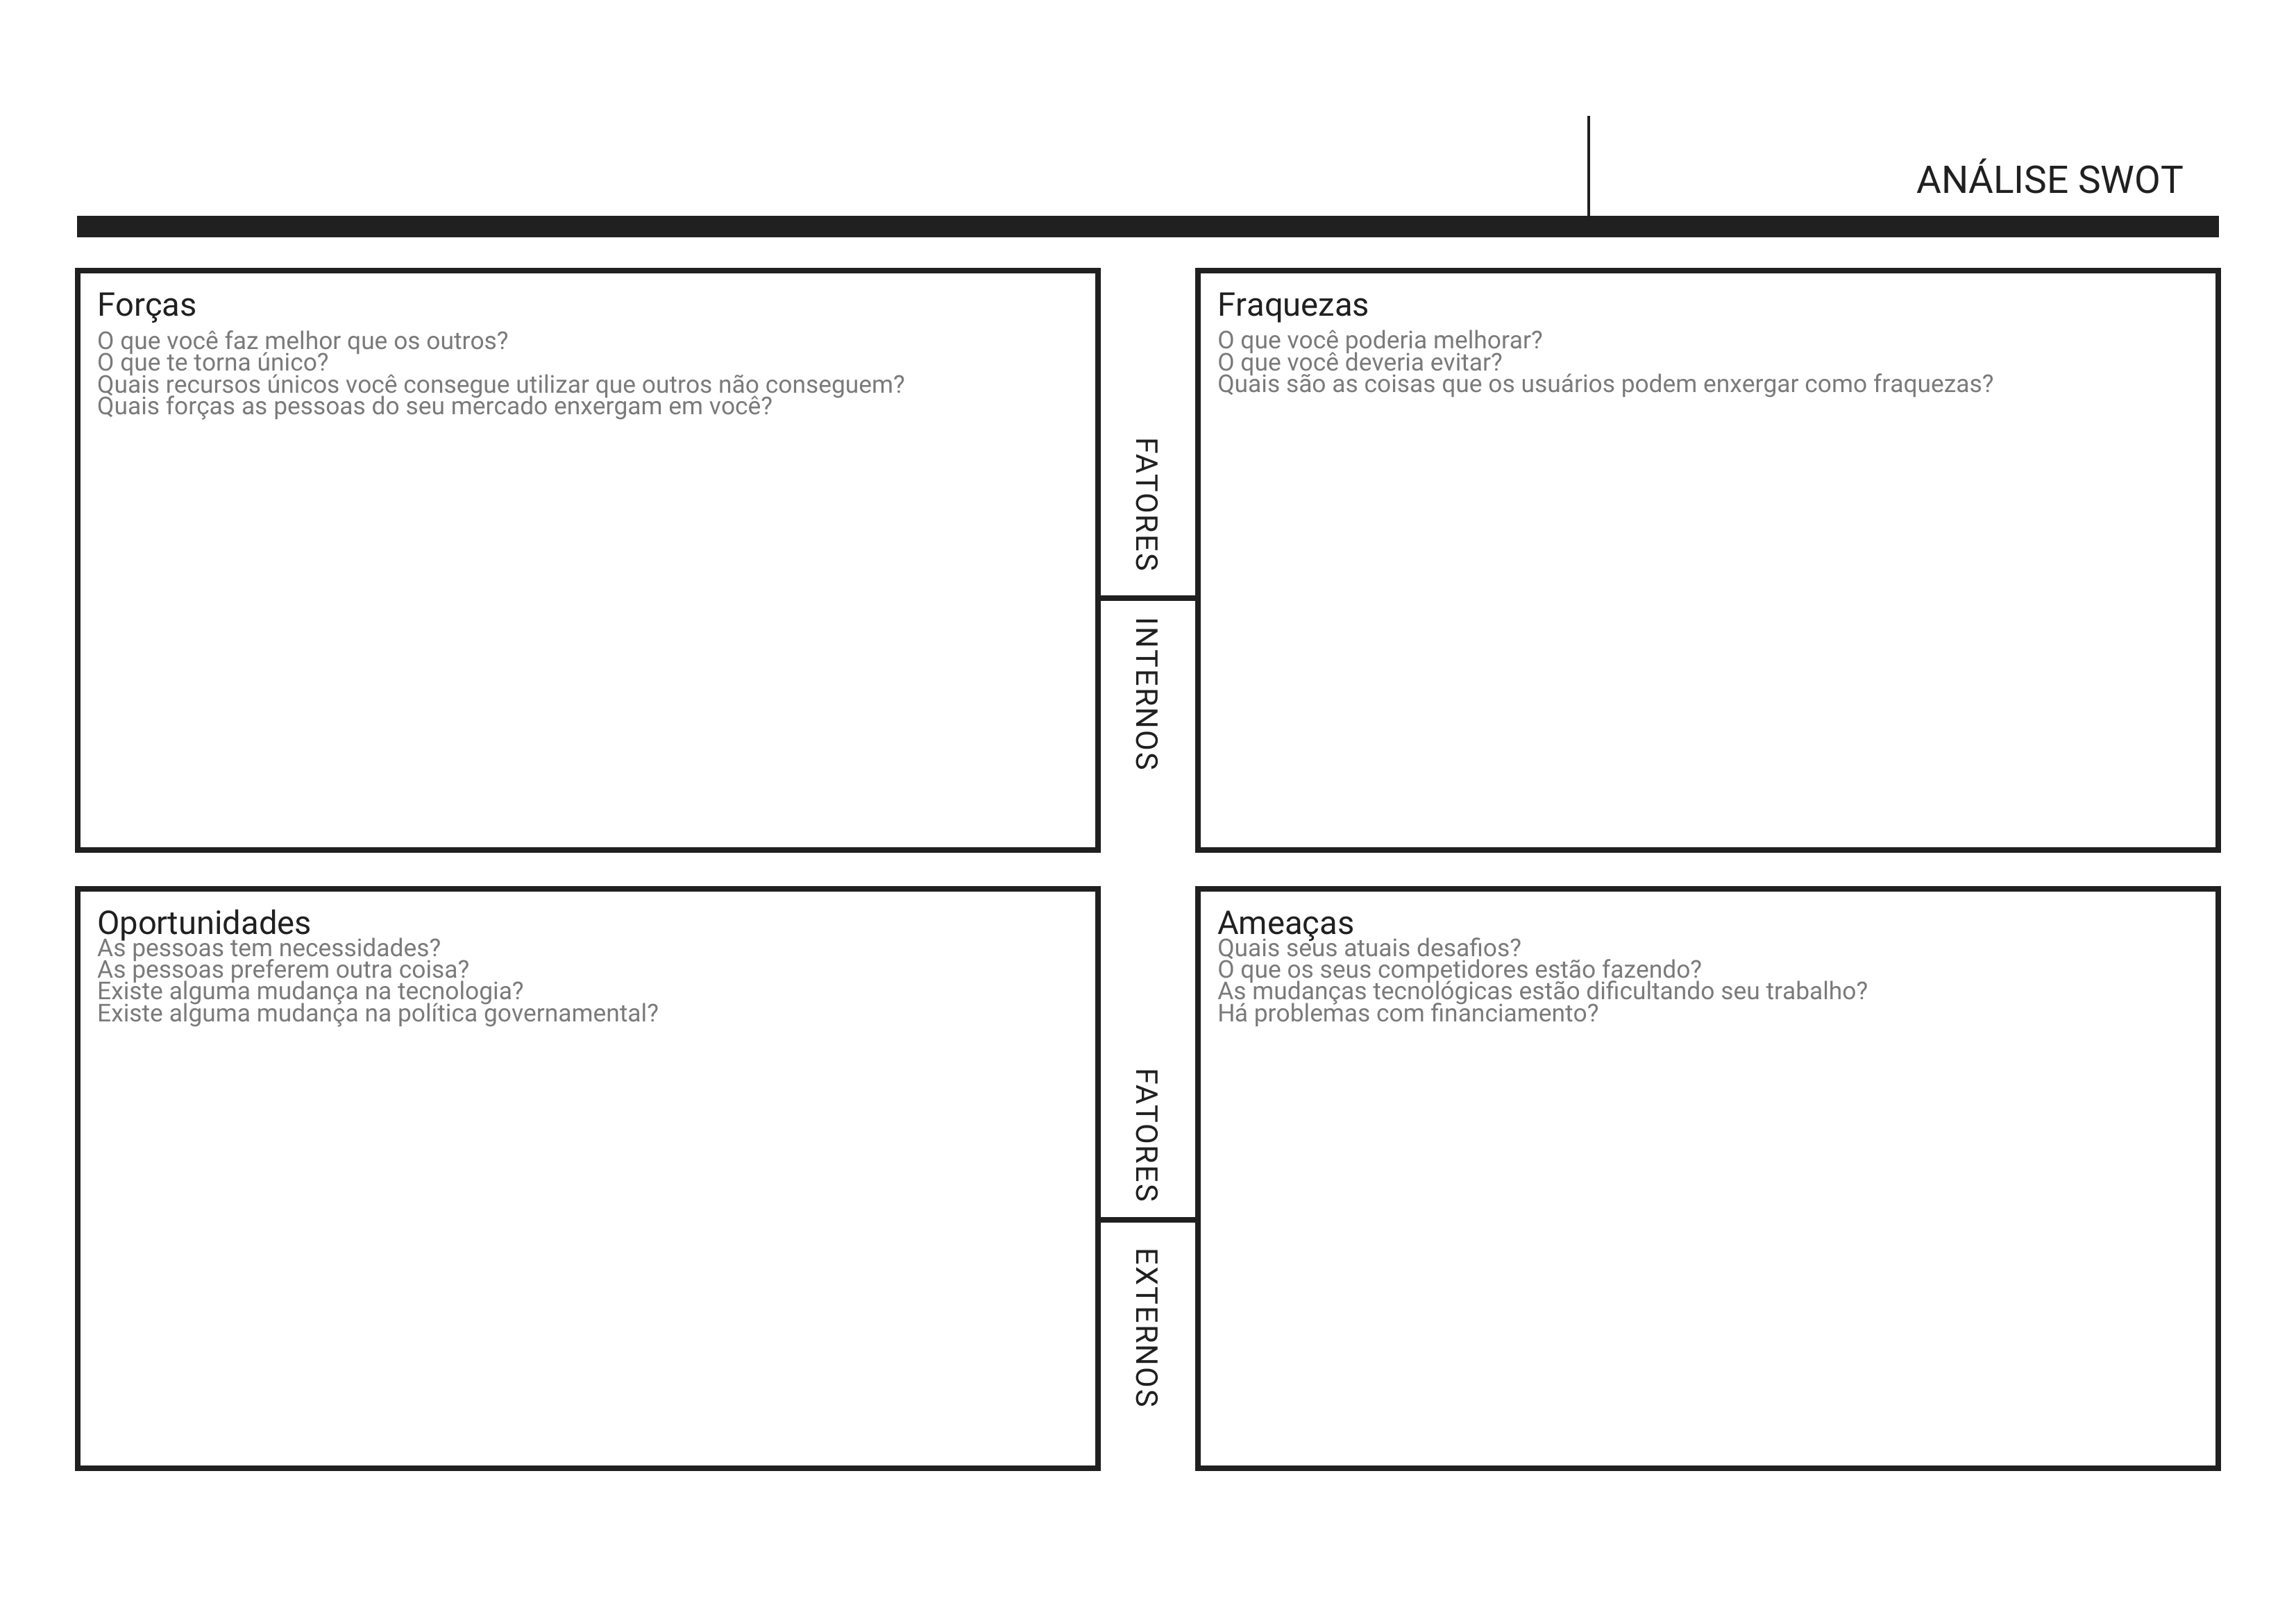 ANÁLISE SWOT
Forças
O que você faz melhor que os outros?
O que te torna único?
Quais recursos únicos você consegue utilizar que outros não conseguem?
Quais forças as pessoas do seu mercado enxergam em você?
FATORES
INTERNOS
Fraquezas
O que você poderia melhorar?
O que você deveria evitar?
Quais são as coisas que os usuários podem enxergar como fraquezas?
Oportunidades
As pessoas tem necessidades?
As pessoas preferem outra coisa?
Existe alguma mudança na tecnologia?
Existe alguma mudança na política governamental?
FATORES
EXTERNOS
Ameaças
Quais seus atuais desafios?
O que os seus competidores estão fazendo?
As mudanças tecnológicas estão dificultando seu trabalho?
Há problemas com financiamento?